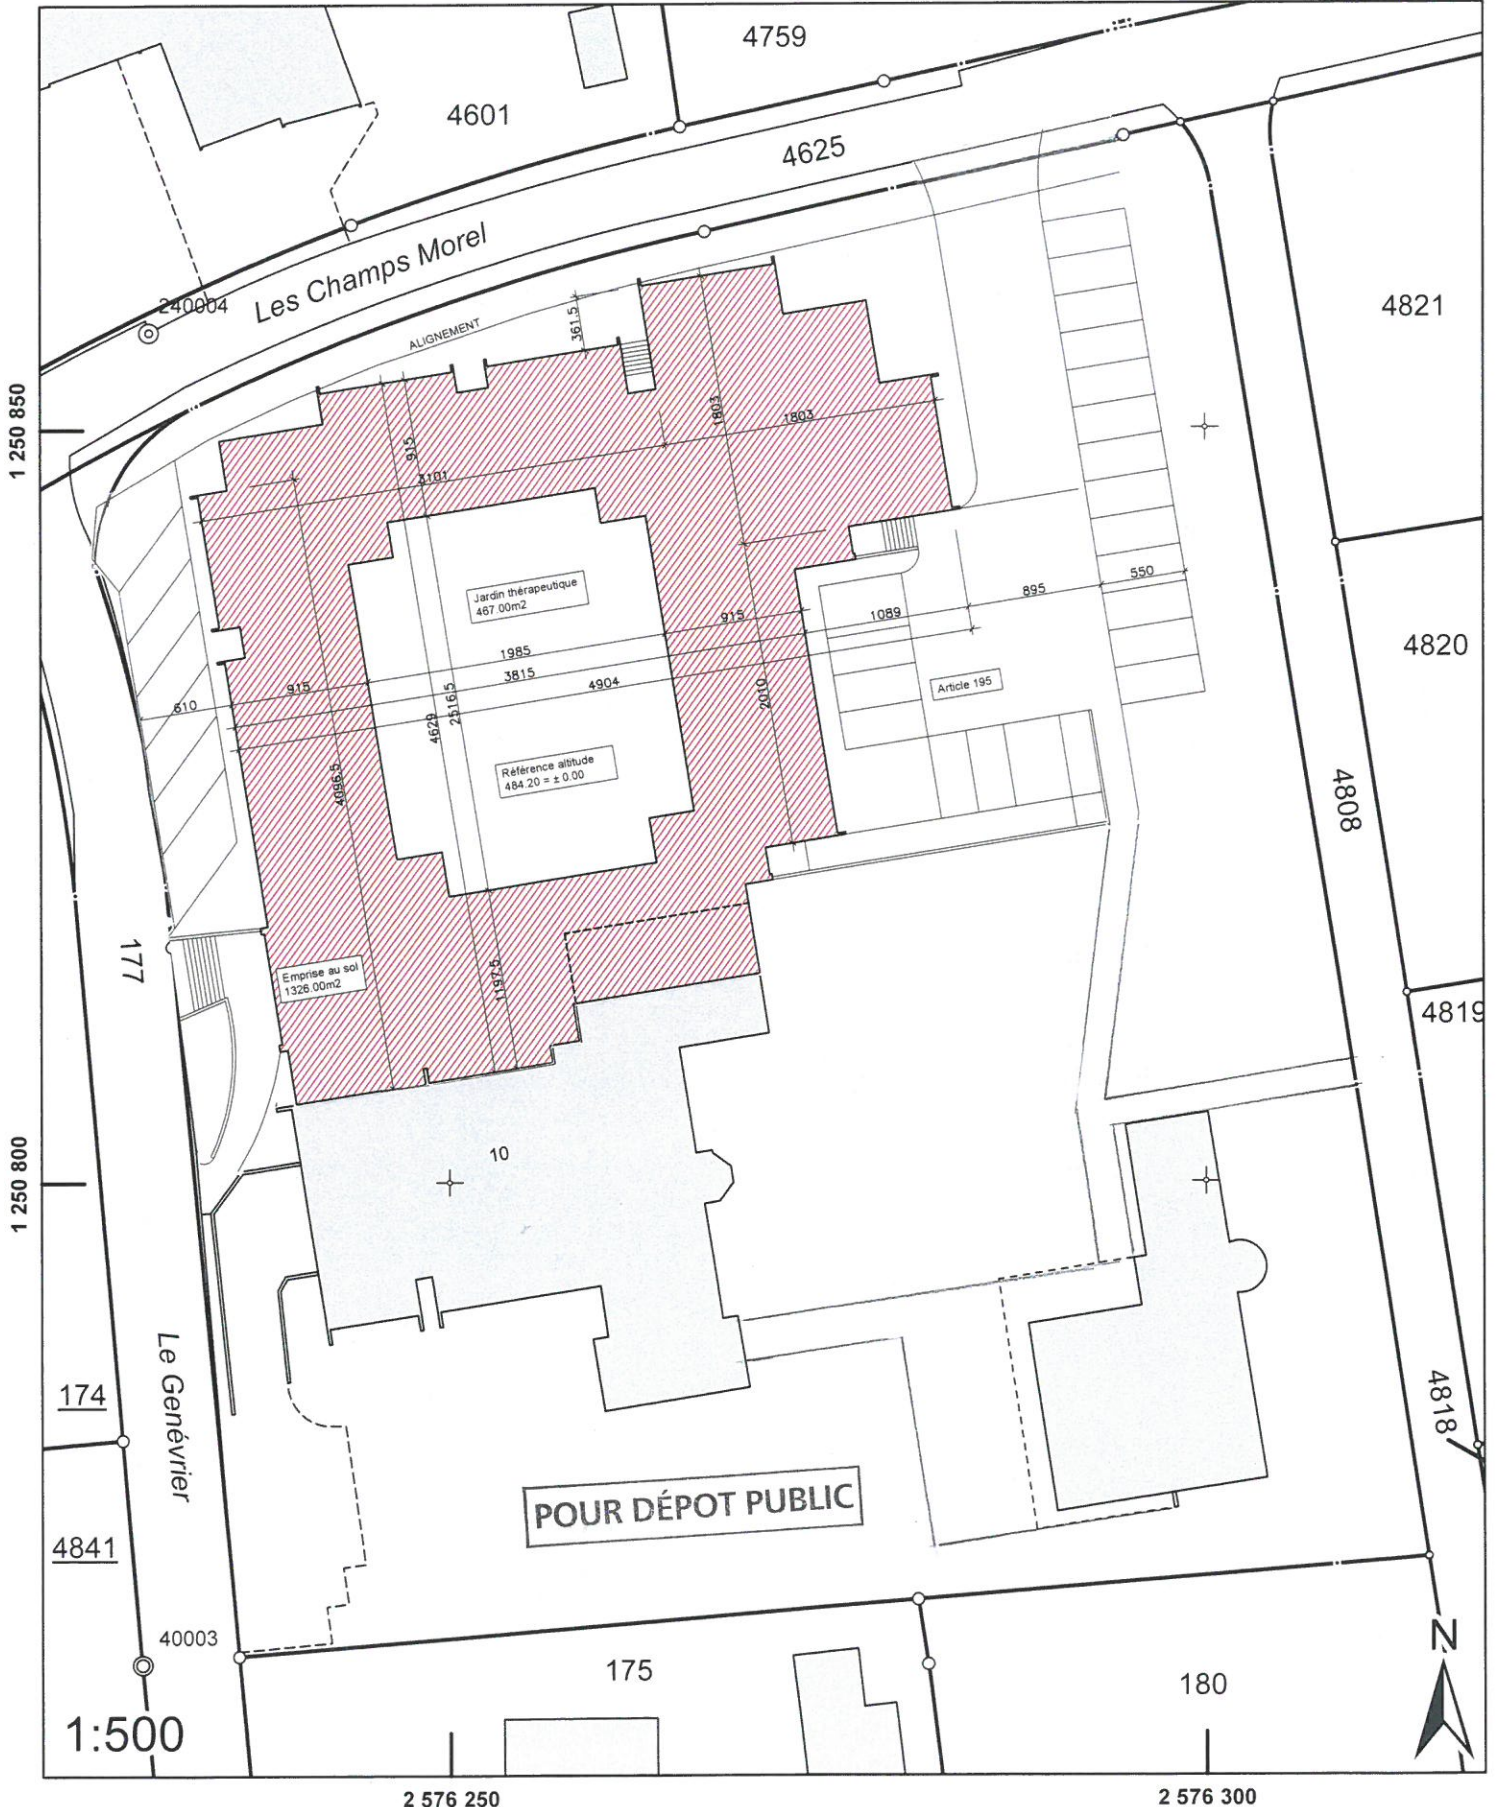 4759
4601
4625
Les Champs Morel
240004
4821
361.5
ALIGNEMENT
1 250 850
1803
1803
915
3101
Jardin thérapeutique
467.00m2
550
895
915
1089
1985
3815
4904
915
610
4820
Article 195
2010
4629
2516.5
4096.5
Référence altitude
484.20 = ± 0.00
4808
177
Emprise au sol
1326.00m2
1197.5
4819
10
1 250 800
Le Genévrier
174
4818
POUR DÉPOT PUBLIC
4841
40003
175
180
N
1:500
2 576 250
2 576 300